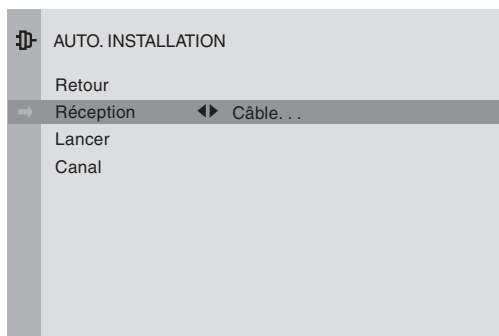 AUTO. INSTALLATION
Retour
Réception Câble. . .
Lancer
Canal